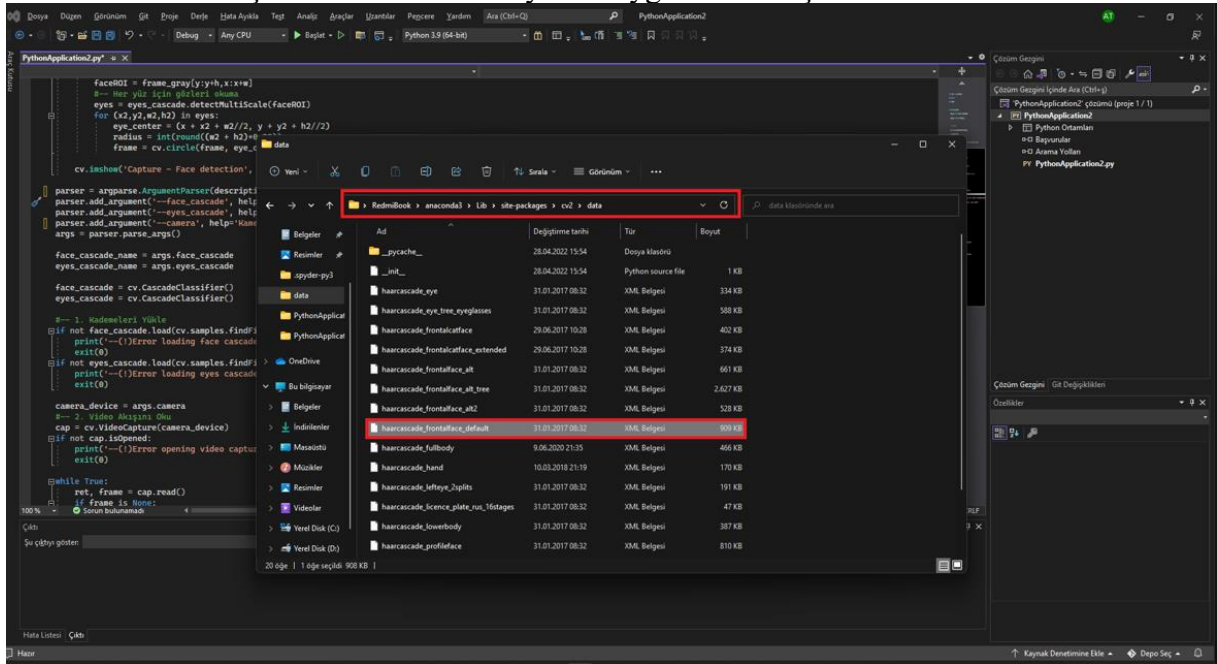 Dosya Düzen Görünüm Git Proje Derle Hata Ayıkla Test Analiz Araçlar Uzantılar Pencere Yardım Ara (Ctrl+Q) PythonApplication2 AT
Debug Any CPU Başlat Python 3.9 (64-bit)
Araç Kutusu
PythonApplication2.py*
faceROI = frame_gray[y:y+h,x:x+w]
#-- Her yüz için gözleri okuma
eyes = eyes_cascade.detectMultiScale(faceROI)
for (x2,y2,w2,h2) in eyes:
eye_center = (x + x2 + w2//2, y + y2 + h2//2)
radius = int(round((w2 + h2)
frame = cv.circle(frame, eye_c
cv.imshow('Capture - Face detection',
parser = argparse.ArgumentParser(descripti
parser.add_argument('--face_cascade', help
parser.add_argument('--eyes_cascade', help
parser.add_argument('--camera', help='Kame
args = parser.parse_args()
face_cascade_name = args.face_cascade
eyes_cascade_name = args.eyes_cascade
face_cascade = cv.CascadeClassifier()
eyes_cascade = cv.CascadeClassifier()
#-- 1. Kademeleri Yükle
if not face_cascade.load(cv.samples.findFi
print('--(!)Error loading face cascade
exit(0)
if not eyes_cascade.load(cv.samples.findFi
print('--(!)Error loading eyes cascade
exit(0)
camera_device = args.camera
#-- 2. Video Akışını Oku
cap = cv.VideoCapture(camera_device)
if not cap.isOpened:
print('--(!)Error opening video captur
exit(0)
while True:
ret, frame = cap.read()
if frame is None:
100 % Sorun bulunamadı
CRLF
Çıktı
Şu çıktıyı göster:
Hata Listesi Çıktı
Hazır
data
Yeni Sırala Görünüm
RedmiBook > anaconda3 > Lib > site-packages > cv2 > data
data klasöründe ara
Belgeler
Resimler
.spyder-py3
data
PythonApplicat
PythonApplicat
OneDrive
Bu bilgisayar
Belgeler
İndirilenler
Masaüstü
Müzikler
Resimler
Videolar
Yerel Disk (C:)
Yerel Disk (D:)
Ad Değiştirme tarihi Tür Boyut
__pycache__ 28.04.2022 15:54 Dosya klasörü
__init__ 28.04.2022 15:54 Python source file 1 KB
haarcascade_eye 31.01.2017 08:32 XML Belgesi 334 KB
haarcascade_eye_tree_eyeglasses 31.01.2017 08:32 XML Belgesi 588 KB
haarcascade_frontalcatface 29.06.2017 10:28 XML Belgesi 402 KB
haarcascade_frontalcatface_extended 29.06.2017 10:28 XML Belgesi 374 KB
haarcascade_frontalface_alt 31.01.2017 08:32 XML Belgesi 661 KB
haarcascade_frontalface_alt_tree 31.01.2017 08:32 XML Belgesi 2.627 KB
haarcascade_frontalface_alt2 31.01.2017 08:32 XML Belgesi 528 KB
haarcascade_frontalface_default 31.01.2017 08:32 XML Belgesi 909 KB
haarcascade_fullbody 9.06.2020 21:35 XML Belgesi 466 KB
haarcascade_hand 10.03.2018 21:19 XML Belgesi 170 KB
haarcascade_lefteye_2splits 31.01.2017 08:32 XML Belgesi 191 KB
haarcascade_licence_plate_rus_16stages 31.01.2017 08:32 XML Belgesi 47 KB
haarcascade_lowerbody 31.01.2017 08:32 XML Belgesi 387 KB
haarcascade_profileface 31.01.2017 08:32 XML Belgesi 810 KB
20 öğe | 1 öğe seçildi 908 KB |
Çözüm Gezgini
Çözüm Gezgini İçinde Ara (Ctrl+ş)
'PythonApplication2' çözümü (proje 1 / 1)
PythonApplication2
Python Ortamları
Başvurular
Arama Yolları
PythonApplication2.py
Çözüm Gezgini Git Değişiklikleri
Özellikler
Kaynak Denetimine Ekle Depo Seç